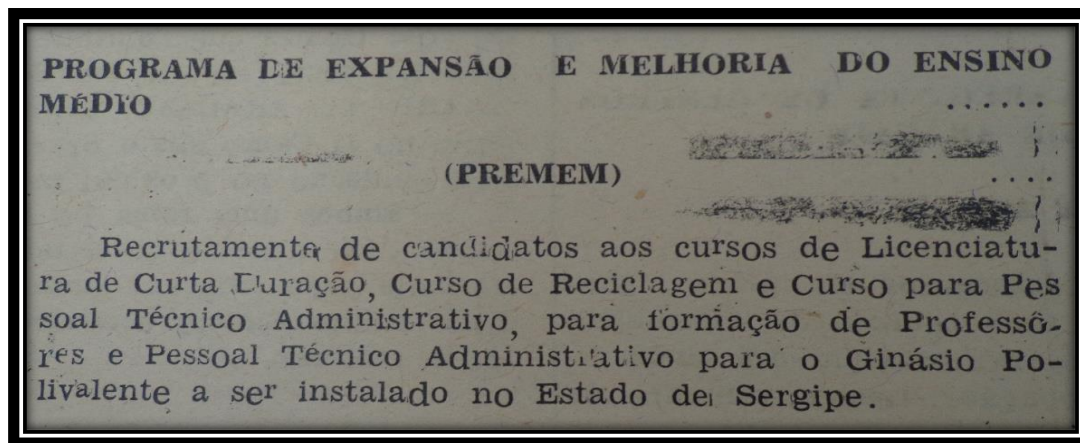 PROGRAMA DE EXPANSÃO E MELHORIA DO ENSINO
MÉDIO ......
(PREMEM) ....
Recrutamento de candidatos aos cursos de Licenciatu-
ra de Curta Duração, Curso de Reciclagem e Curso para Pes
soal Técnico Administrativo, para formação de Professô-
res e Pessoal Técnico Administrativo para o Ginásio Po-
livalente a ser instalado no Estado de Sergipe.